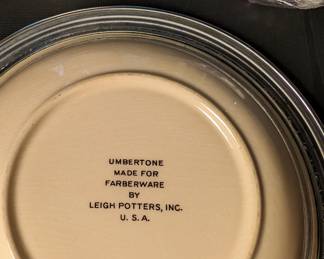 UMBERTONE
MADE FOR
FARBERWARE
BY
LEIGH POTTERS, INC.
U. S. A.